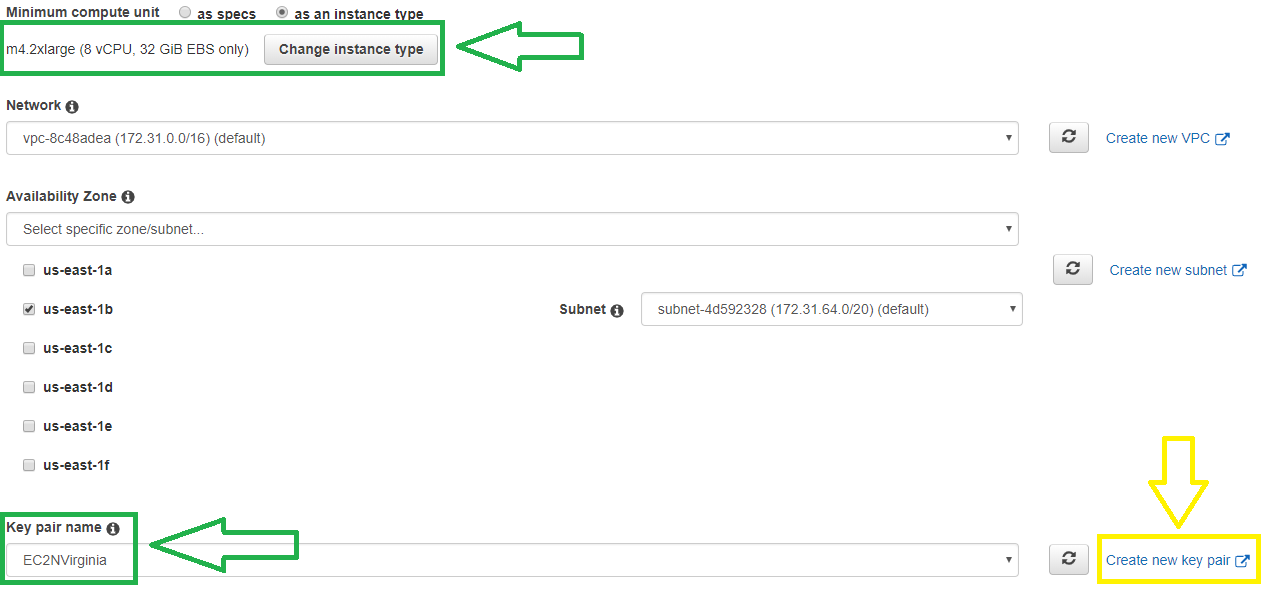 Minimum compute unit as specs as an instance type
m4.2xlarge (8 vCPU, 32 GiB EBS only) Change instance type
Network
vpc-8c48adea (172.31.0.0/16) (default) Create new VPC
Availability Zone
Select specific zone/subnet...
us-east-1a Create new subnet
us-east-1b Subnet subnet-4d592328 (172.31.64.0/20) (default)
us-east-1c
us-east-1d
us-east-1e
us-east-1f
Key pair name
EC2NVirginia Create new key pair